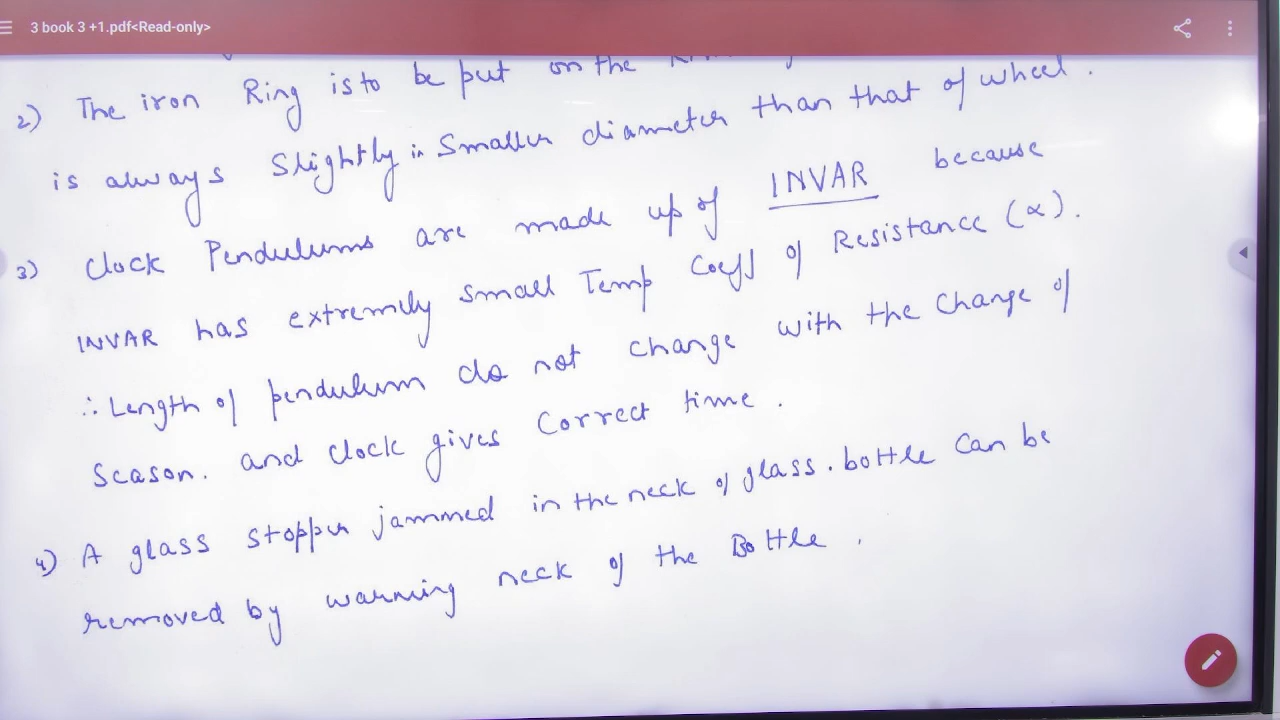 3 book 3 +1.pdf<Read-only>
2) The iron Ring is to be put on the
is always Slightly in Smaller diameter than that of wheel.
3) Clock Pendulums are made up of INVAR because
INVAR has extremily small Temp Coeff of Resistance (α).
∴ Length of pendulum do not change with the Change of
Season. and Clock gives Correct time.
4) A glass stopper jammed in the neck of glass. bottle Can be
removed by warming neck of the Bottle.